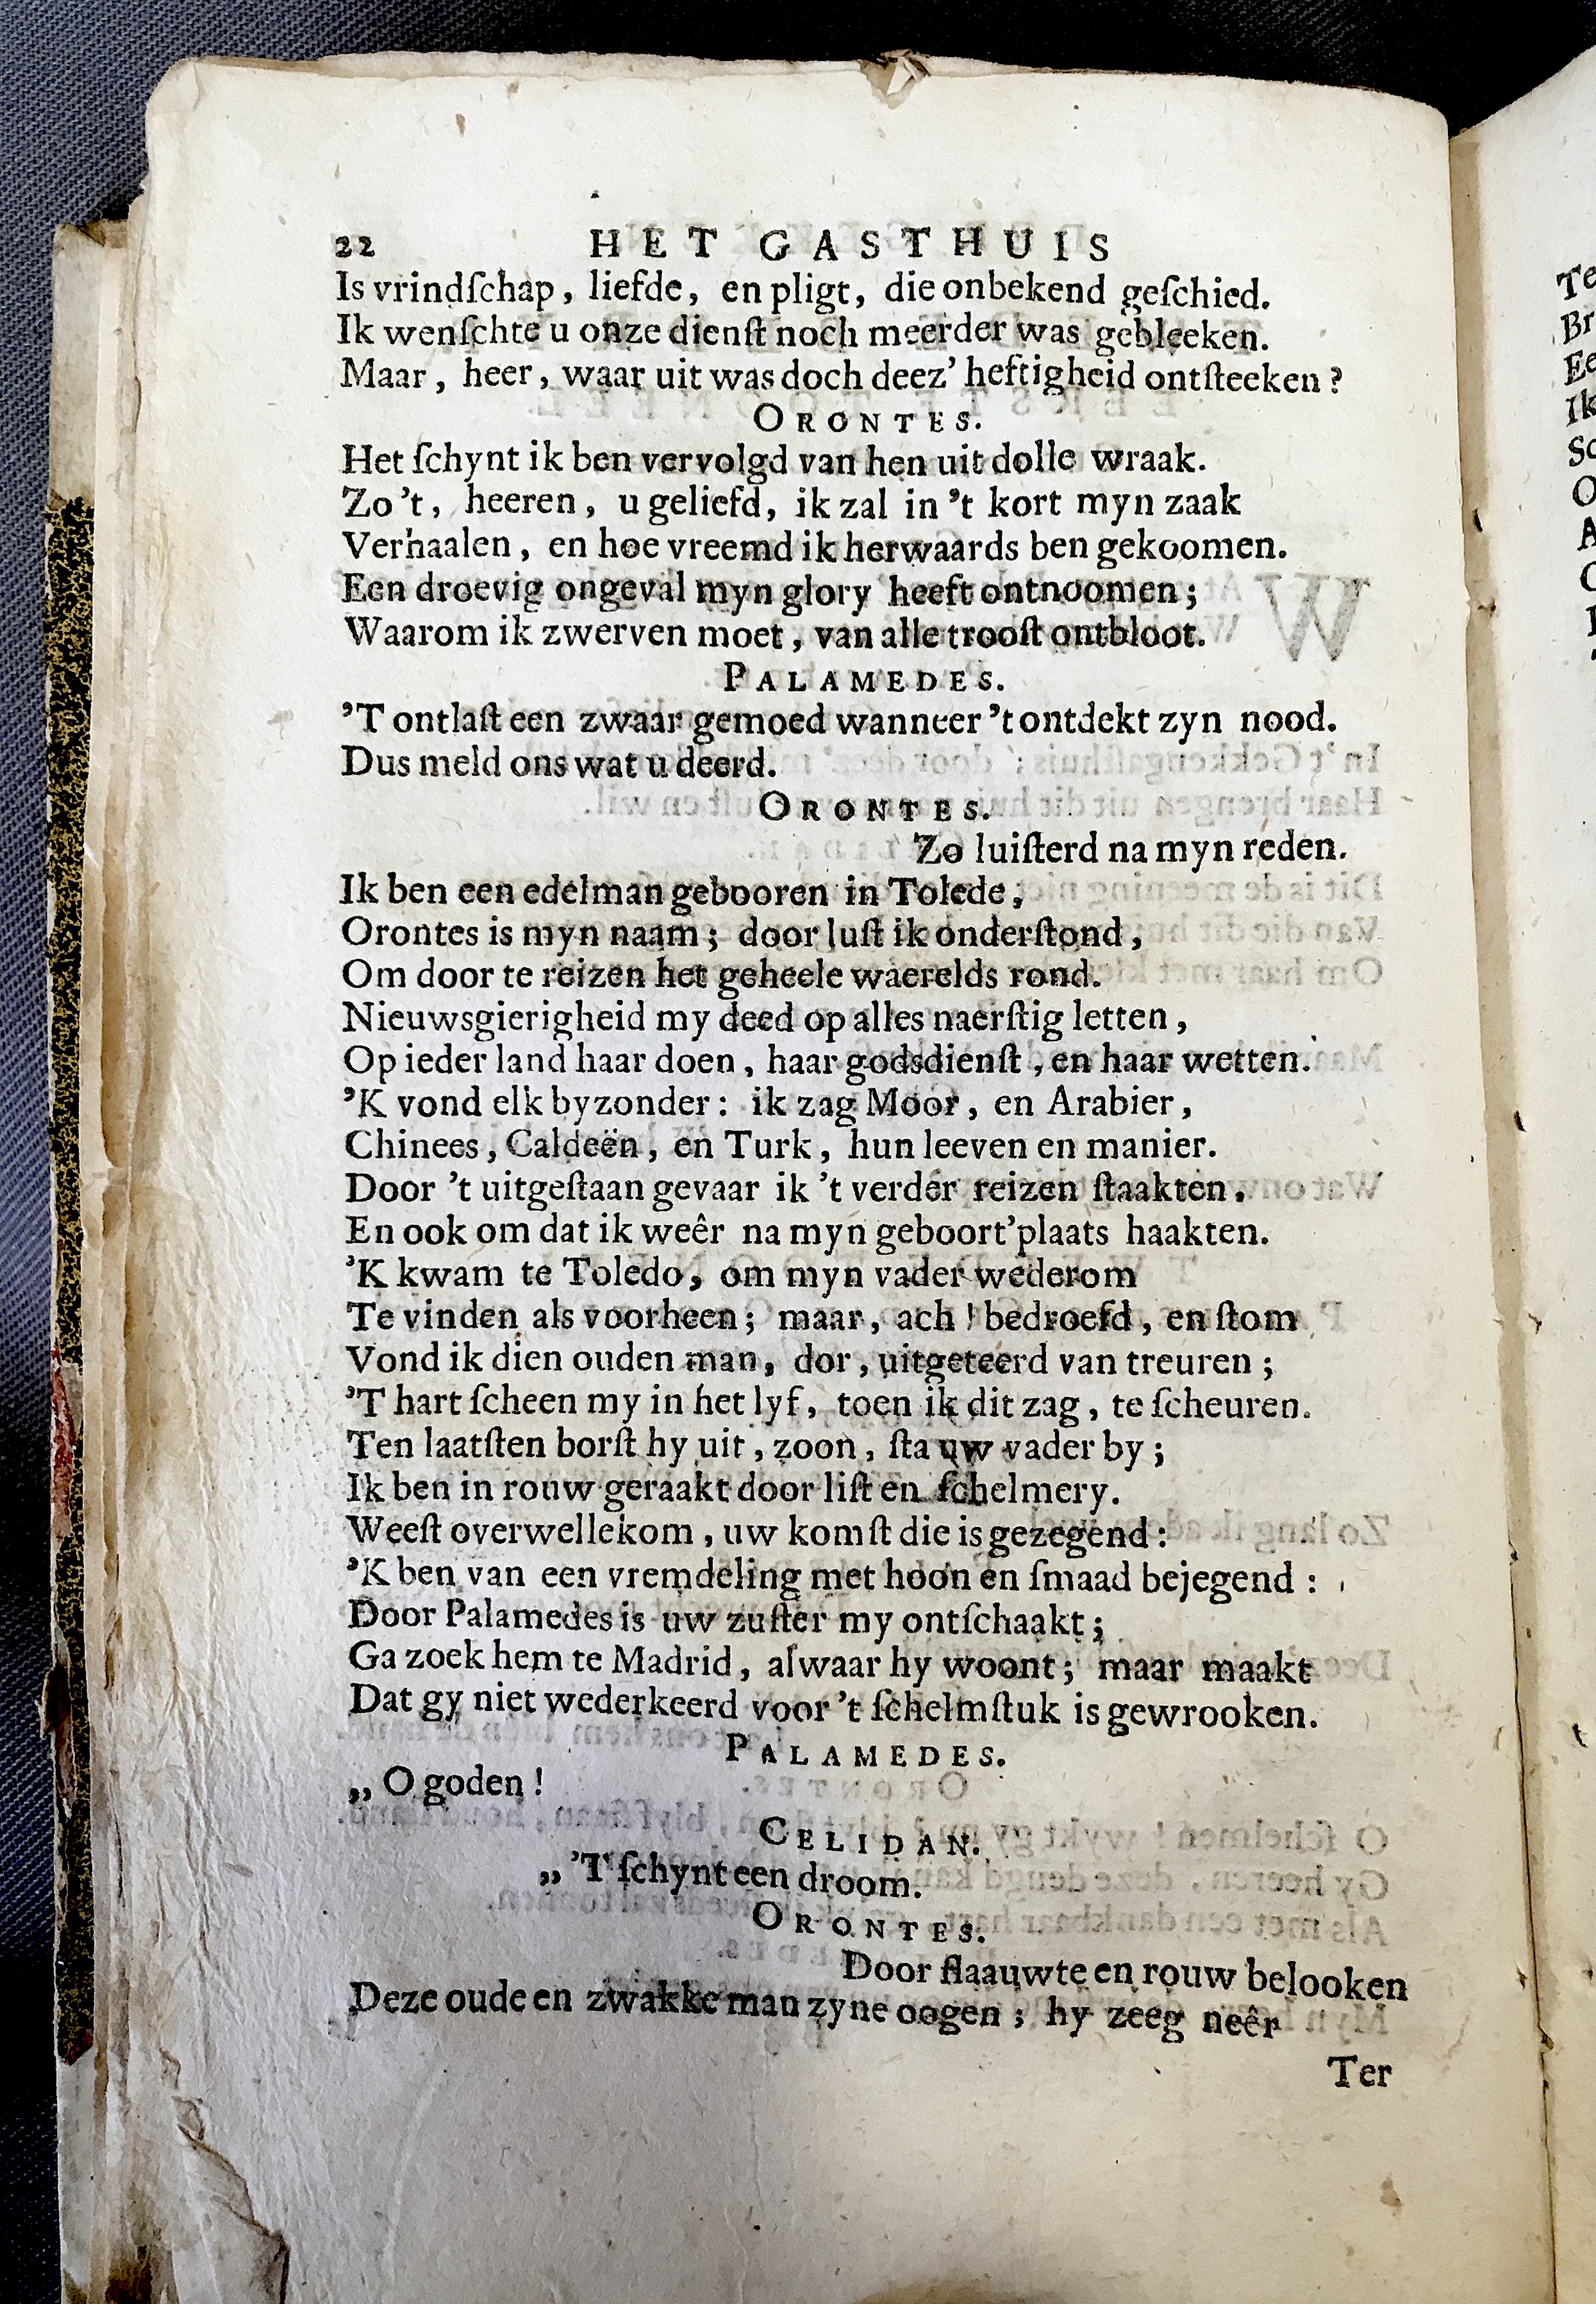 22 HET GASTHUIS
Is vrindſchap, liefde, en pligt, die onbekend geſchied.
Ik wenſchte u onze dienſt noch meerder was gebleeken.
Maar, heer, waar uit was doch deez' heftigheid ontſteeken?
ORONTES.
Het ſchynt ik ben vervolgd van hen uit dolle wraak.
Zo 't, heeren, u geliefd, ik zal in 't kort myn zaak
Verhaalen, en hoe vreemd ik herwaards ben gekoomen.
Een droevig ongeval myn glory heeft ontnoomen;
Waarom ik zwerven moet, van alle trooſt ontbloot.
PALAMEDES.
'T ontlaſt een zwaar gemoed wanneer 't ontdekt zyn nood.
Dus meld ons wat u deerd.
ORONTES.
Zo luiſterd na myn reden.
Ik ben een edelman gebooren in Tolede,
Orontes is myn naam; door luſt ik onderſtond,
Om door te reizen het geheele waerelds rond.
Nieuwsgierigheid my deed op alles naerſtig letten,
Op ieder land haar doen, haar godsdienſt, en haar wetten.
'K vond elk byzonder: ik zag Moor, en Arabier,
Chinees, Caldeën, en Turk, hun leeven en manier.
Door 't uitgeſtaan gevaar ik 't verder reizen ſtaakten,
En ook om dat ik weêr na myn geboort'plaats haakten.
'K kwam te Toledo, om myn vader wederom
Te vinden als voorheen; maar, ach! bedroefd, en ſtom
Vond ik dien ouden man, dor, uitgeteerd van treuren;
'T hart ſcheen my in het lyf, toen ik dit zag, te ſcheuren.
Ten laatſten borſt hy uit, zoon, ſta uw vader by;
Ik ben in rouw geraakt door liſt en ſchelmery.
Weeſt overwellekom, uw komſt die is gezegend:
'K ben van een vremdeling met hoon en ſmaad bejegend:
Door Palamedes is uw zuſter my ontſchaakt;
Ga zoek hem te Madrid, alwaar hy woont; maar maakt
Dat gy niet wederkeerd voor 't ſchelmſtuk is gewrooken.
PALAMEDES.
„ O goden!
CELIDAN.
„ 'T ſchynt een droom.
ORONTES.
Door flaauwte en rouw belooken
Deze oude en zwakke man zyne oogen; hy zeeg neêr
Ter